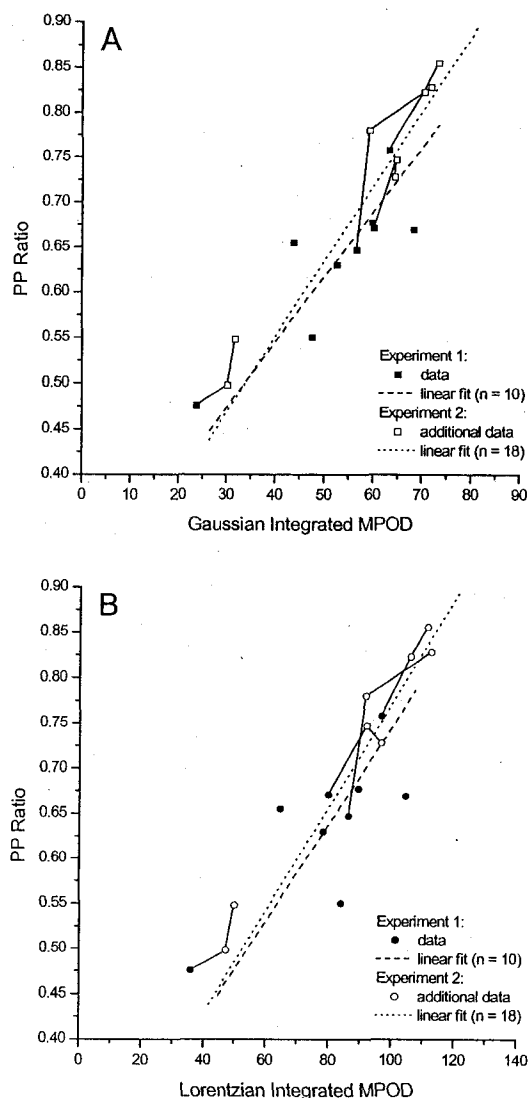 A
0.90
0.85
0.80
0.75
0.70
0.65
0.60
0.55
0.50
0.45
0.40
PP Ratio
Experiment 1:
data
linear fit (n = 10)
Experiment 2:
additional data
linear fit (n = 18)
0 10 20 30 40 50 60 70 80 90
Gaussian Integrated MPOD
B
0.90
0.85
0.80
0.75
0.70
0.65
0.60
0.55
0.50
0.45
0.40
PP Ratio
Experiment 1:
data
linear fit (n = 10)
Experiment 2:
additional data
linear fit (n = 18)
0 20 40 60 80 100 120 140
Lorentzian Integrated MPOD